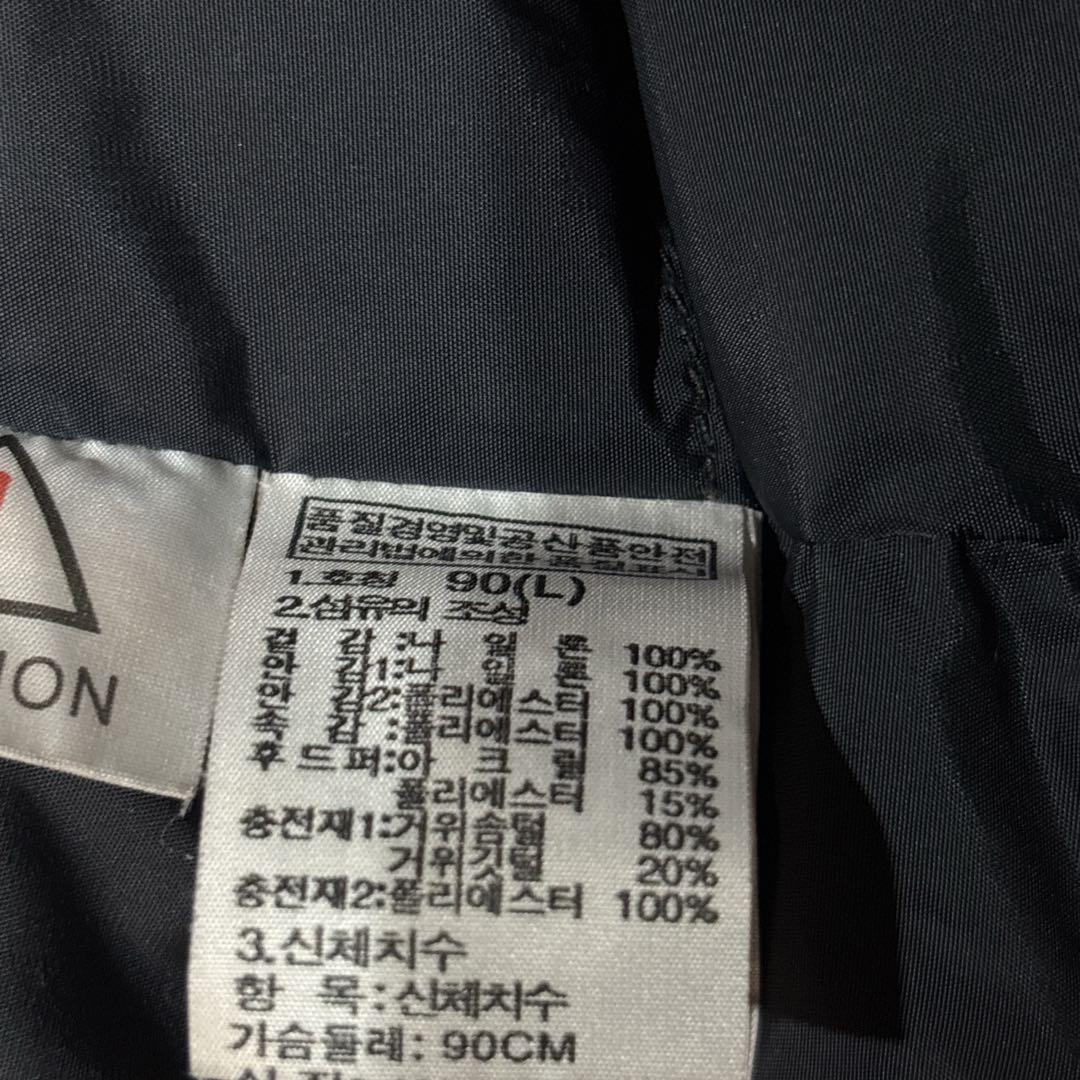 품질경영및공산품안전
관리법에의한품질표시
1.호칭 90(L)
2.섬유의 조성
겉 감:나 일 론 100%
안 감1:나 일 론 100%
안 감2:폴리에스터 100%
속 감:폴리에스터 100%
후 드 퍼:아 크 릴 85%
폴리에스터 15%
충전재1:거위솜털 80%
거위깃털 20%
충전재2:폴리에스터 100%
3.신체치수
항 목:신체치수
가슴둘레: 90CM
ION